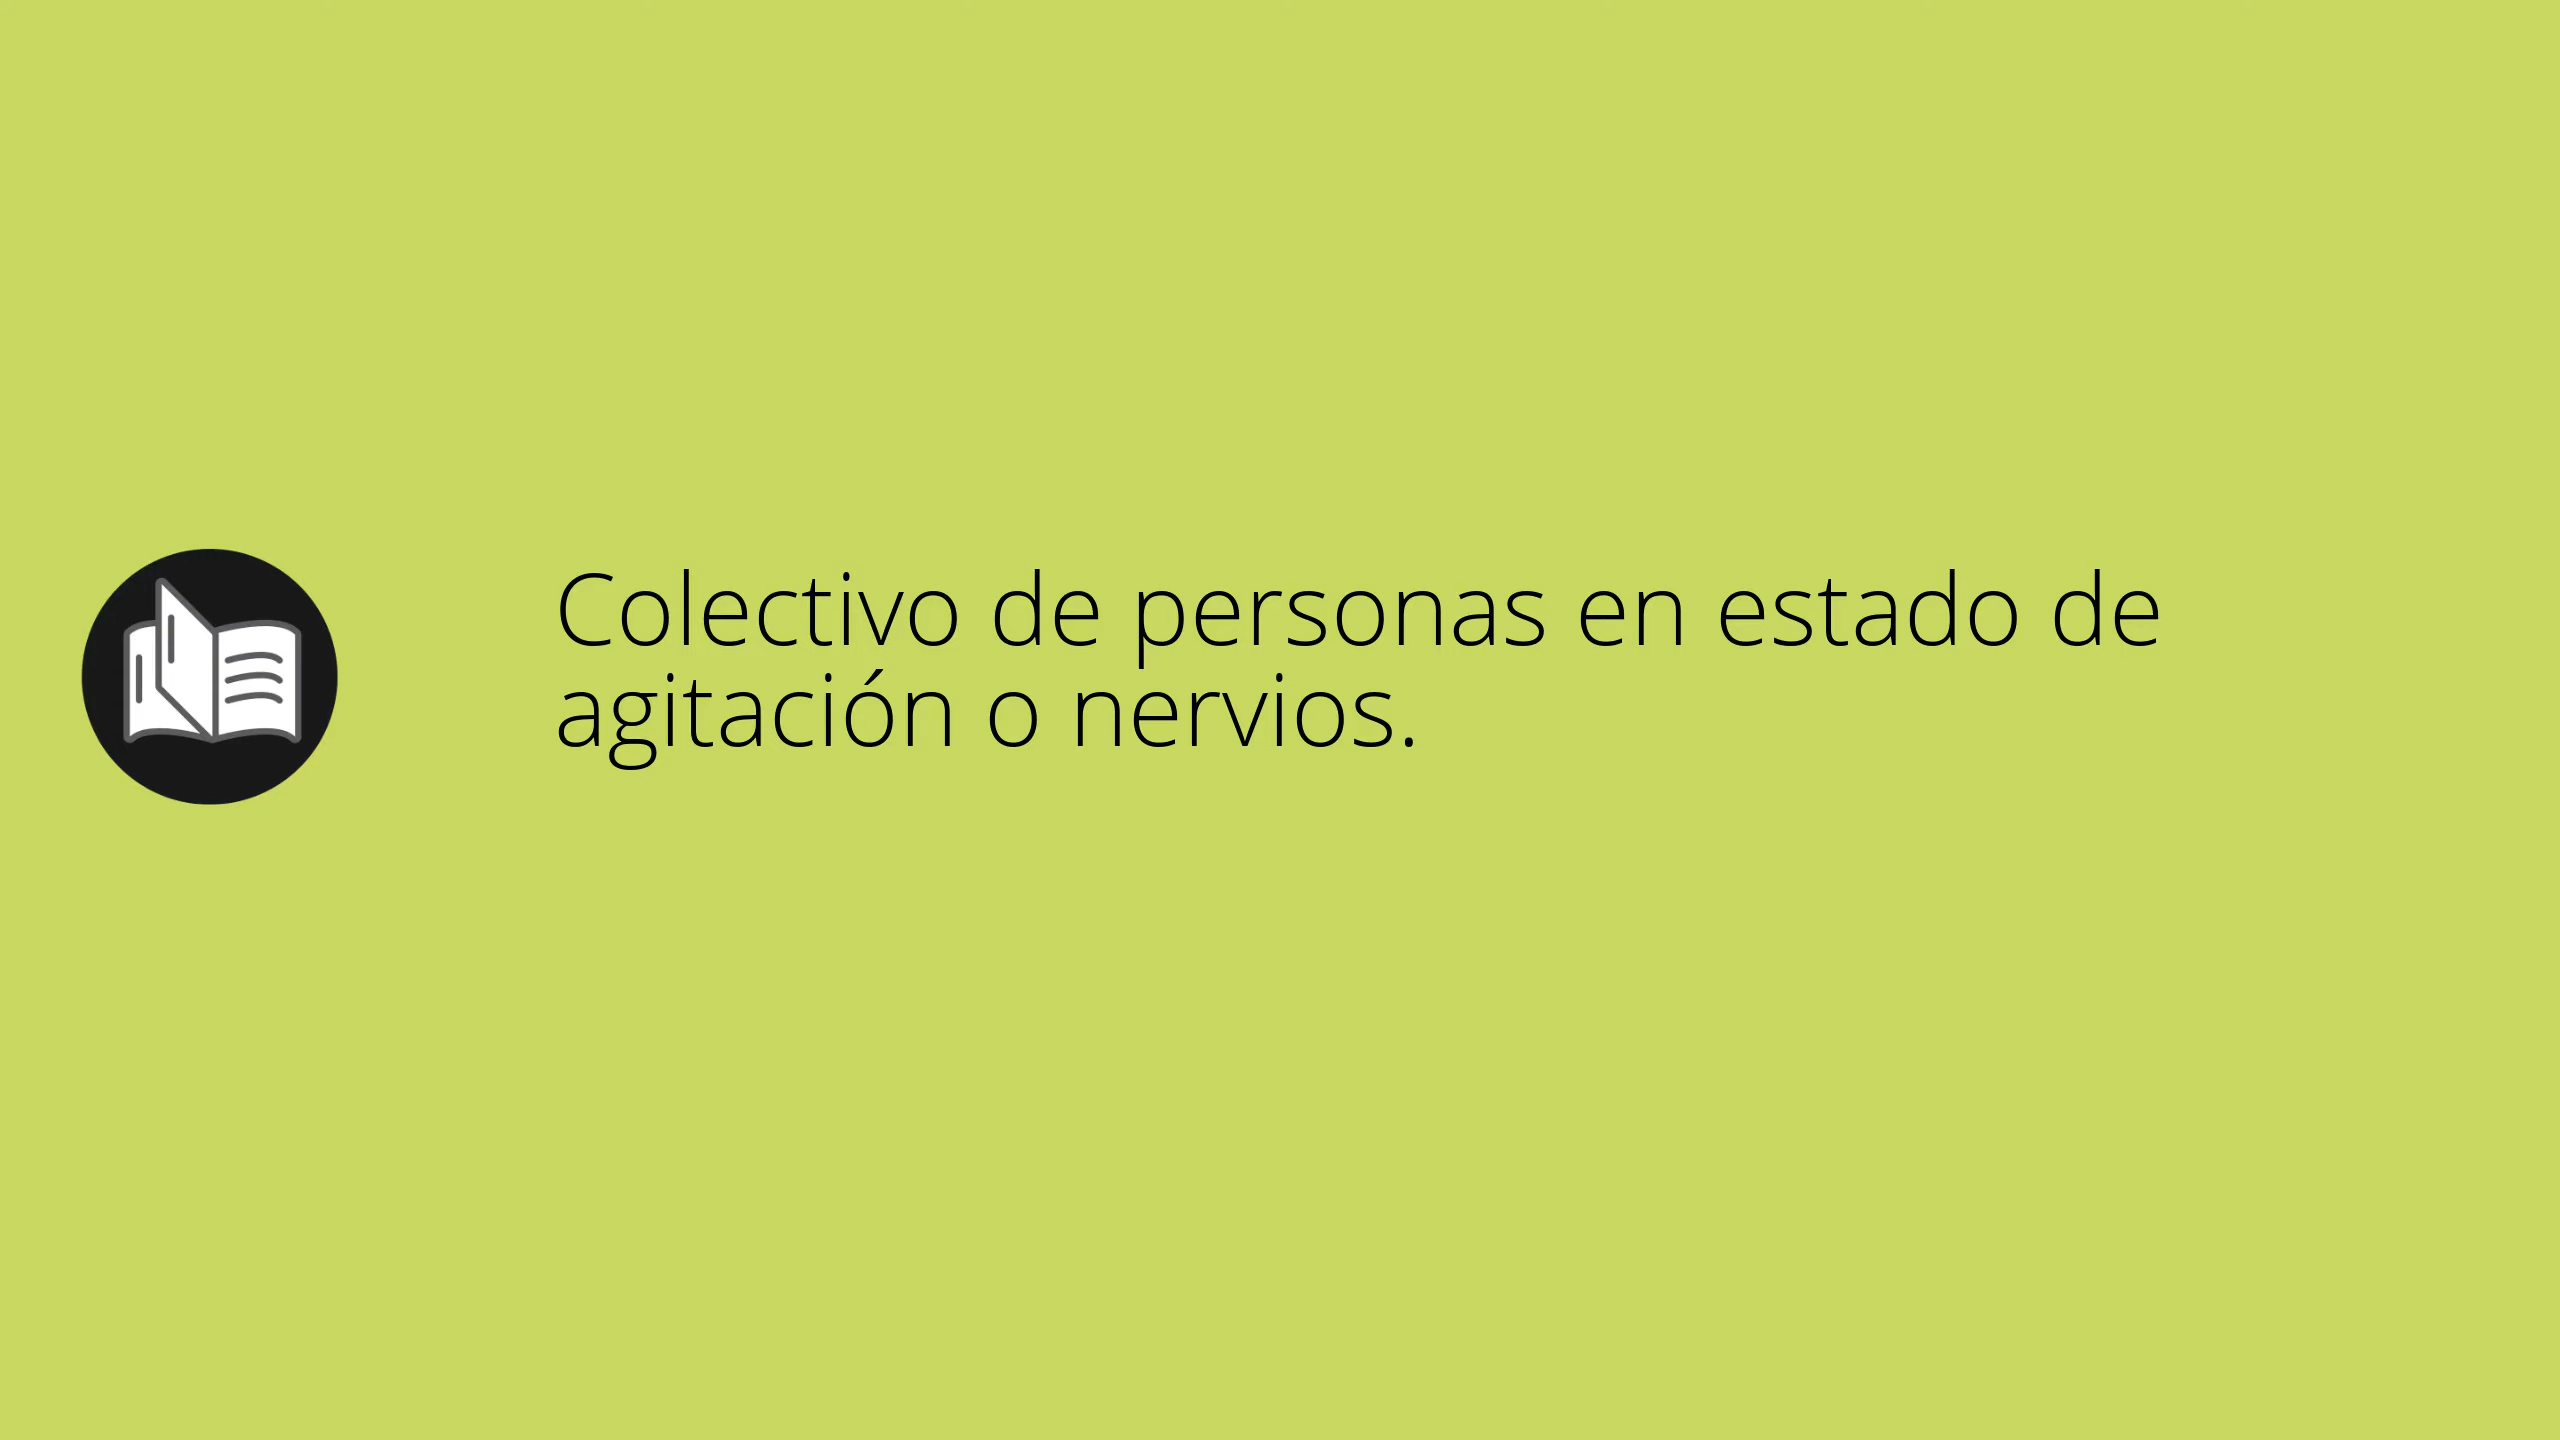 Colectivo de personas en estado de
agitación o nervios.